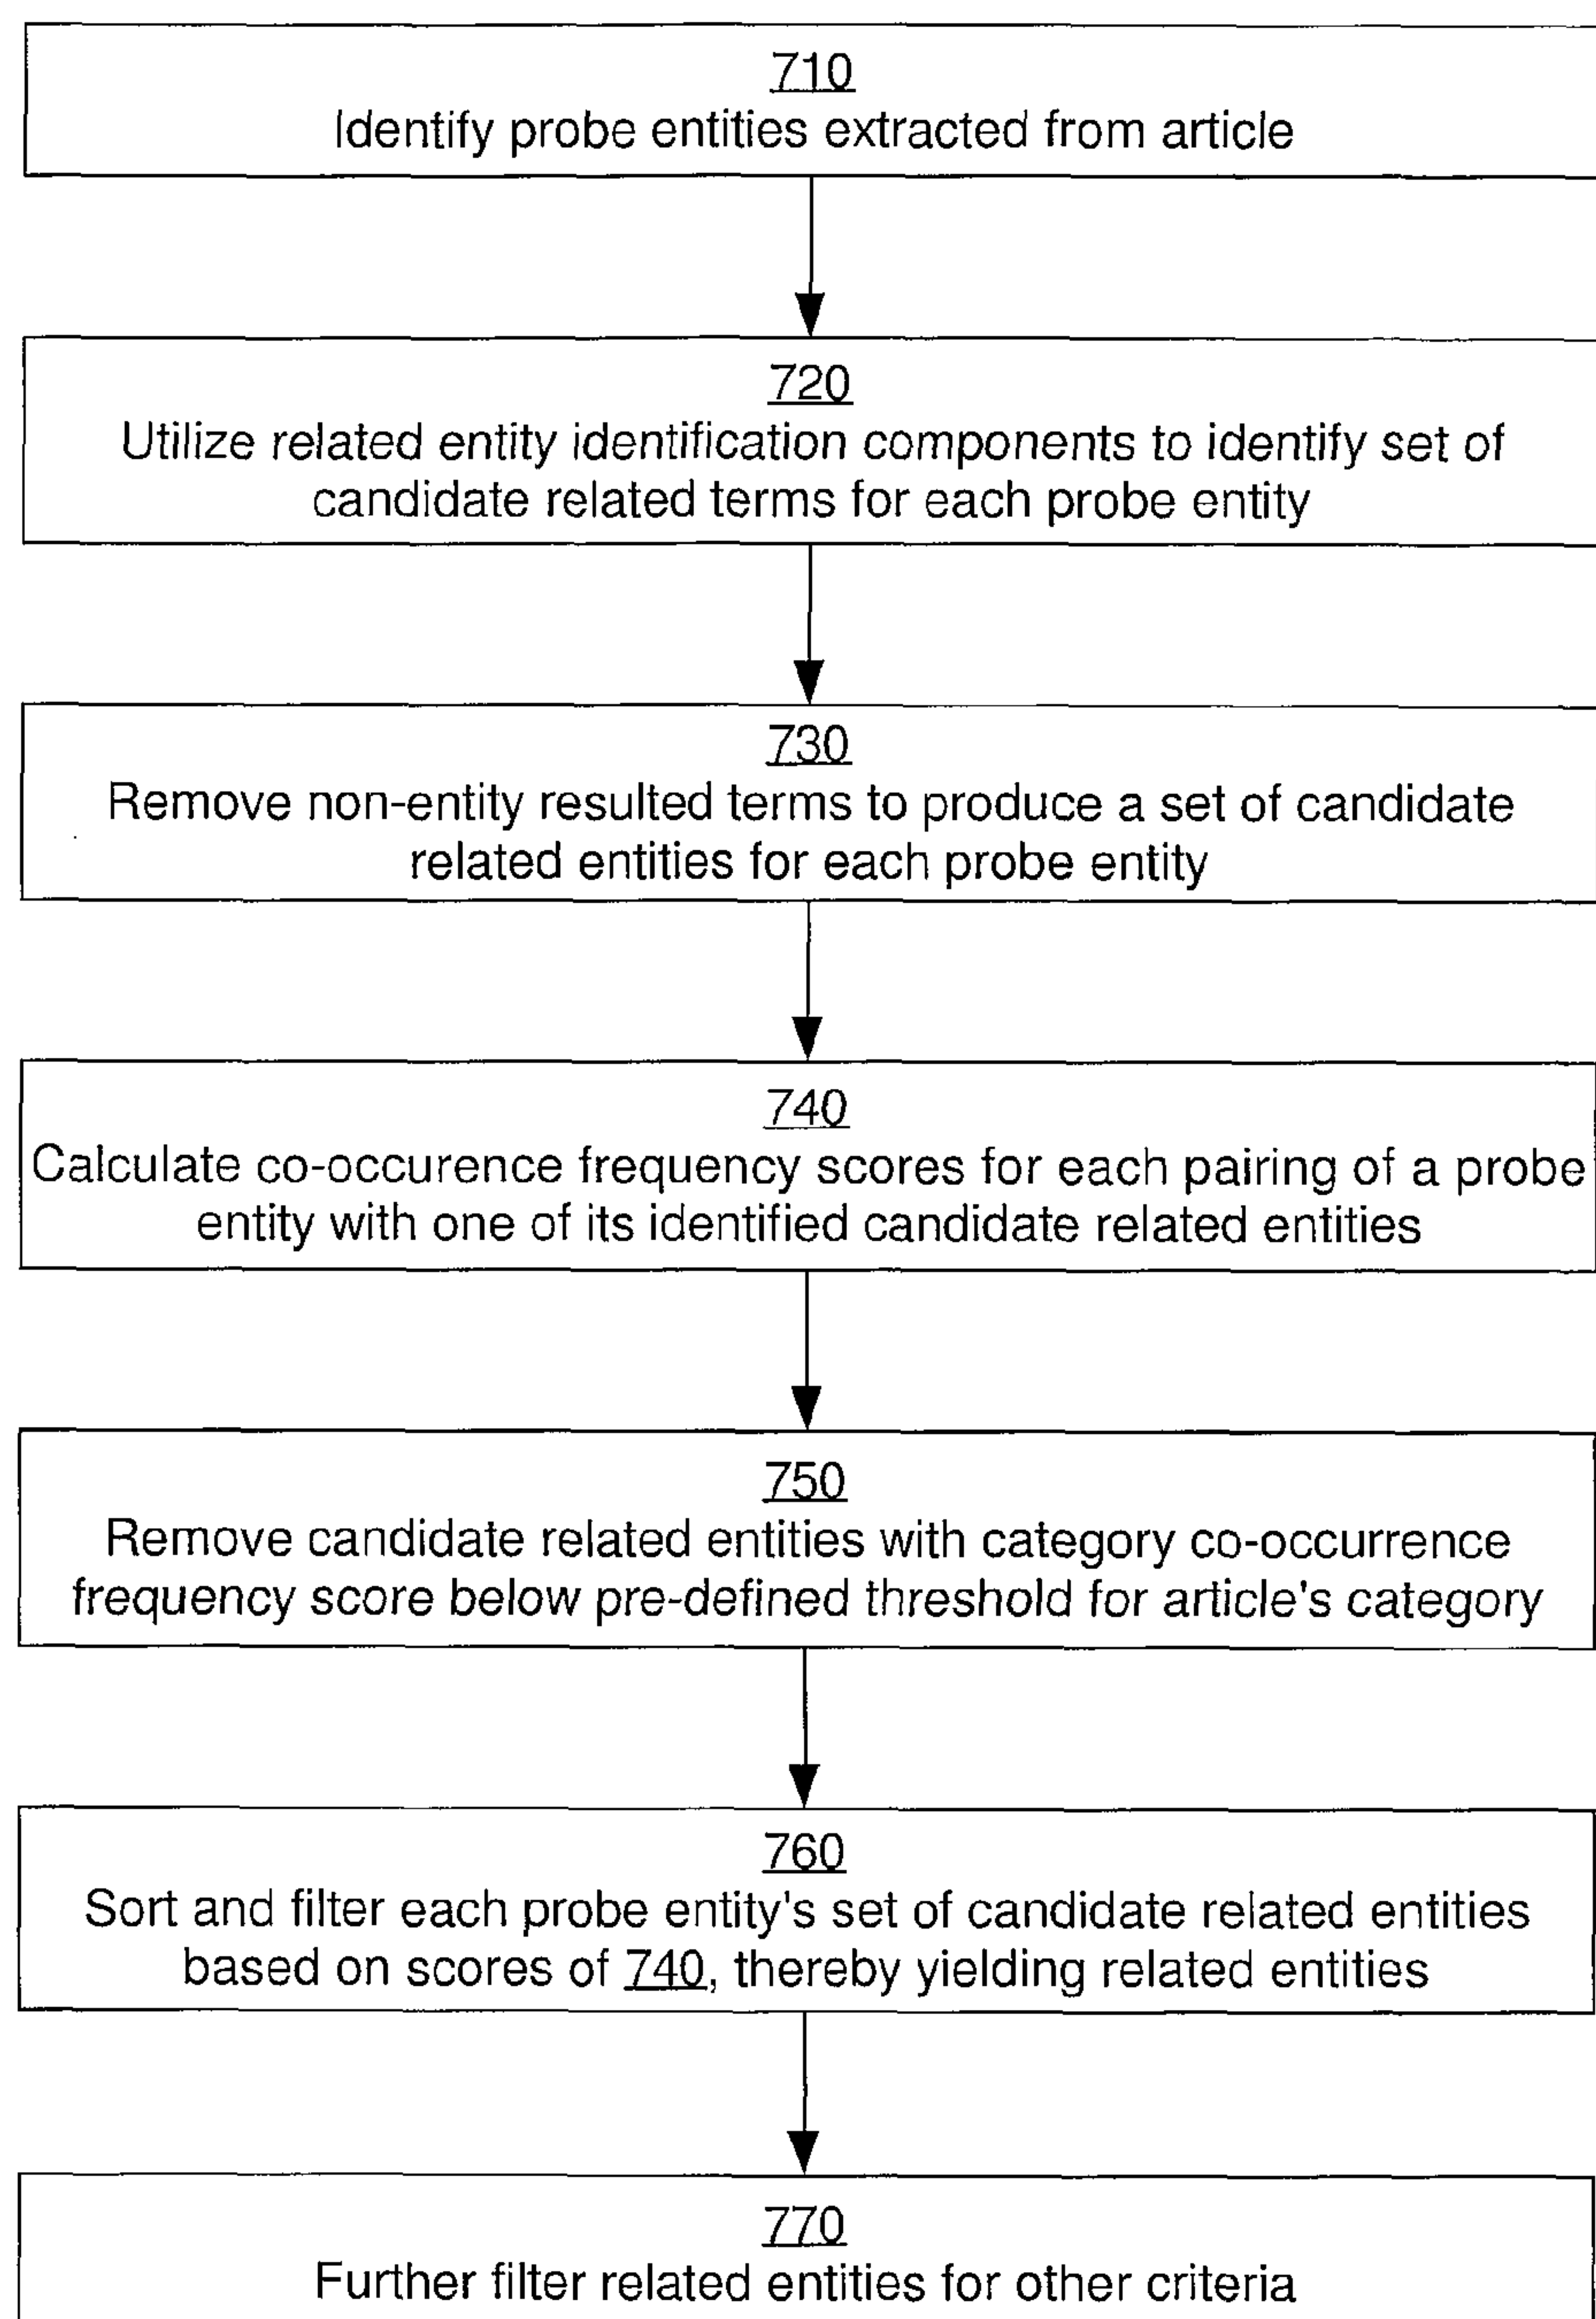 710
Identify probe entities extracted from article
720
Utilize related entity identification components to identify set of
candidate related terms for each probe entity
730
Remove non-entity resulted terms to produce a set of candidate
related entities for each probe entity
740
Calculate co-occurence frequency scores for each pairing of a probe
entity with one of its identified candidate related entities
750
Remove candidate related entities with category co-occurrence
frequency score below pre-defined threshold for article's category
760
Sort and filter each probe entity's set of candidate related entities
based on scores of 740, thereby yielding related entities
770
Further filter related entities for other criteria